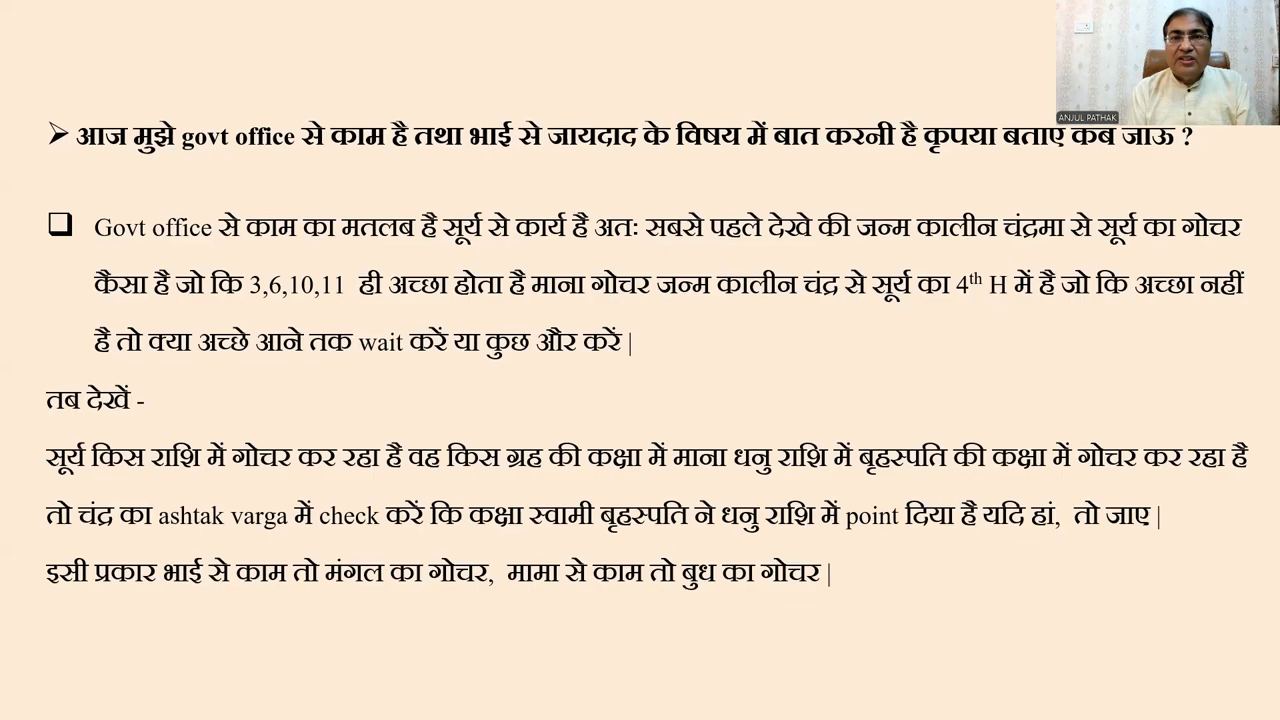 ANJUL PATHAK
➢ आज मुझे govt office से काम है तथा भाई से जायदाद के विषय में बात करनी है कृपया बताए कब जाऊ ?
❑ Govt office से काम का मतलब है सूर्य से कार्य है अतः सबसे पहले देखे की जन्म कालीन चंद्रमा से सूर्य का गोचर
कैसा है जो कि 3,6,10,11 ही अच्छा होता है माना गोचर जन्म कालीन चंद्र से सूर्य का 4th H में है जो कि अच्छा नहीं
है तो क्या अच्छे आने तक wait करें या कुछ और करें |
तब देखें -
सूर्य किस राशि में गोचर कर रहा है वह किस ग्रह की कक्षा में माना धनु राशि में बृहस्पति की कक्षा में गोचर कर रहा है
तो चंद्र का ashtak varga में check करें कि कक्षा स्वामी बृहस्पति ने धनु राशि में point दिया है यदि हां, तो जाए |
इसी प्रकार भाई से काम तो मंगल का गोचर, मामा से काम तो बुध का गोचर |